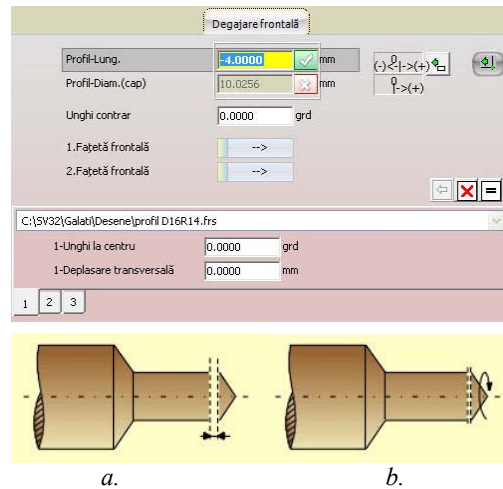 Degajare frontală
Profil-Lung. -4.0000 mm (-)<-|->(+)
0
Profil-Diam.(cap) 10.0256 mm 0|->(+)
Unghi contrar 0.0000 grd
1.Faţetă frontală -->
2.Faţetă frontală -->
C:\SV32\Galati\Desene\profil D16R14.frs
1-Unghi la centru 0.0000 grd
1-Deplasare transversală 0.0000 mm
1 2 3
a. b.